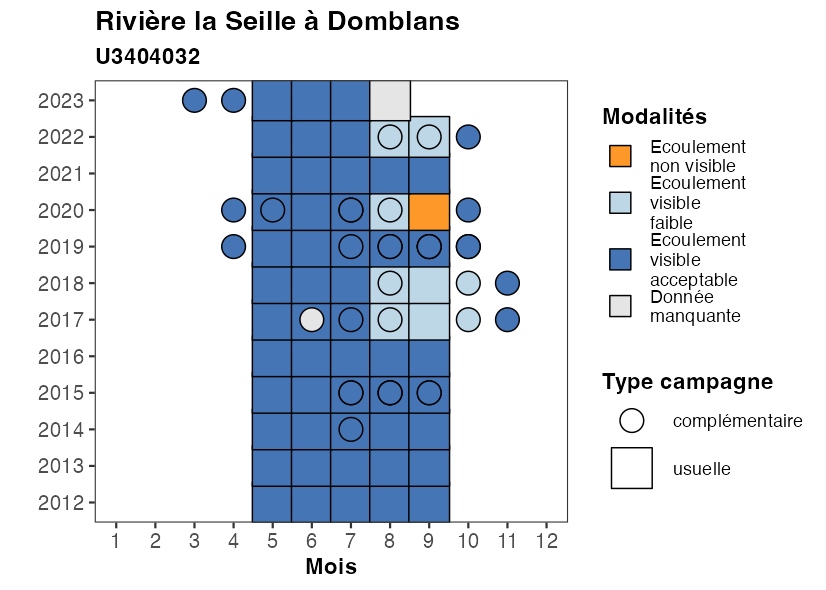 Rivière la Seille à Domblans
U3404032
2023
2022
2021
2020
2019
2018
2017
2016
2015
2014
2013
2012
1 2 3 4 5 6 7 8 9 10 11 12
Mois
Modalités
Ecoulement
non visible
Ecoulement
visible
faible
Ecoulement
visible
acceptable
Donnée
manquante
Type campagne
complémentaire
usuelle